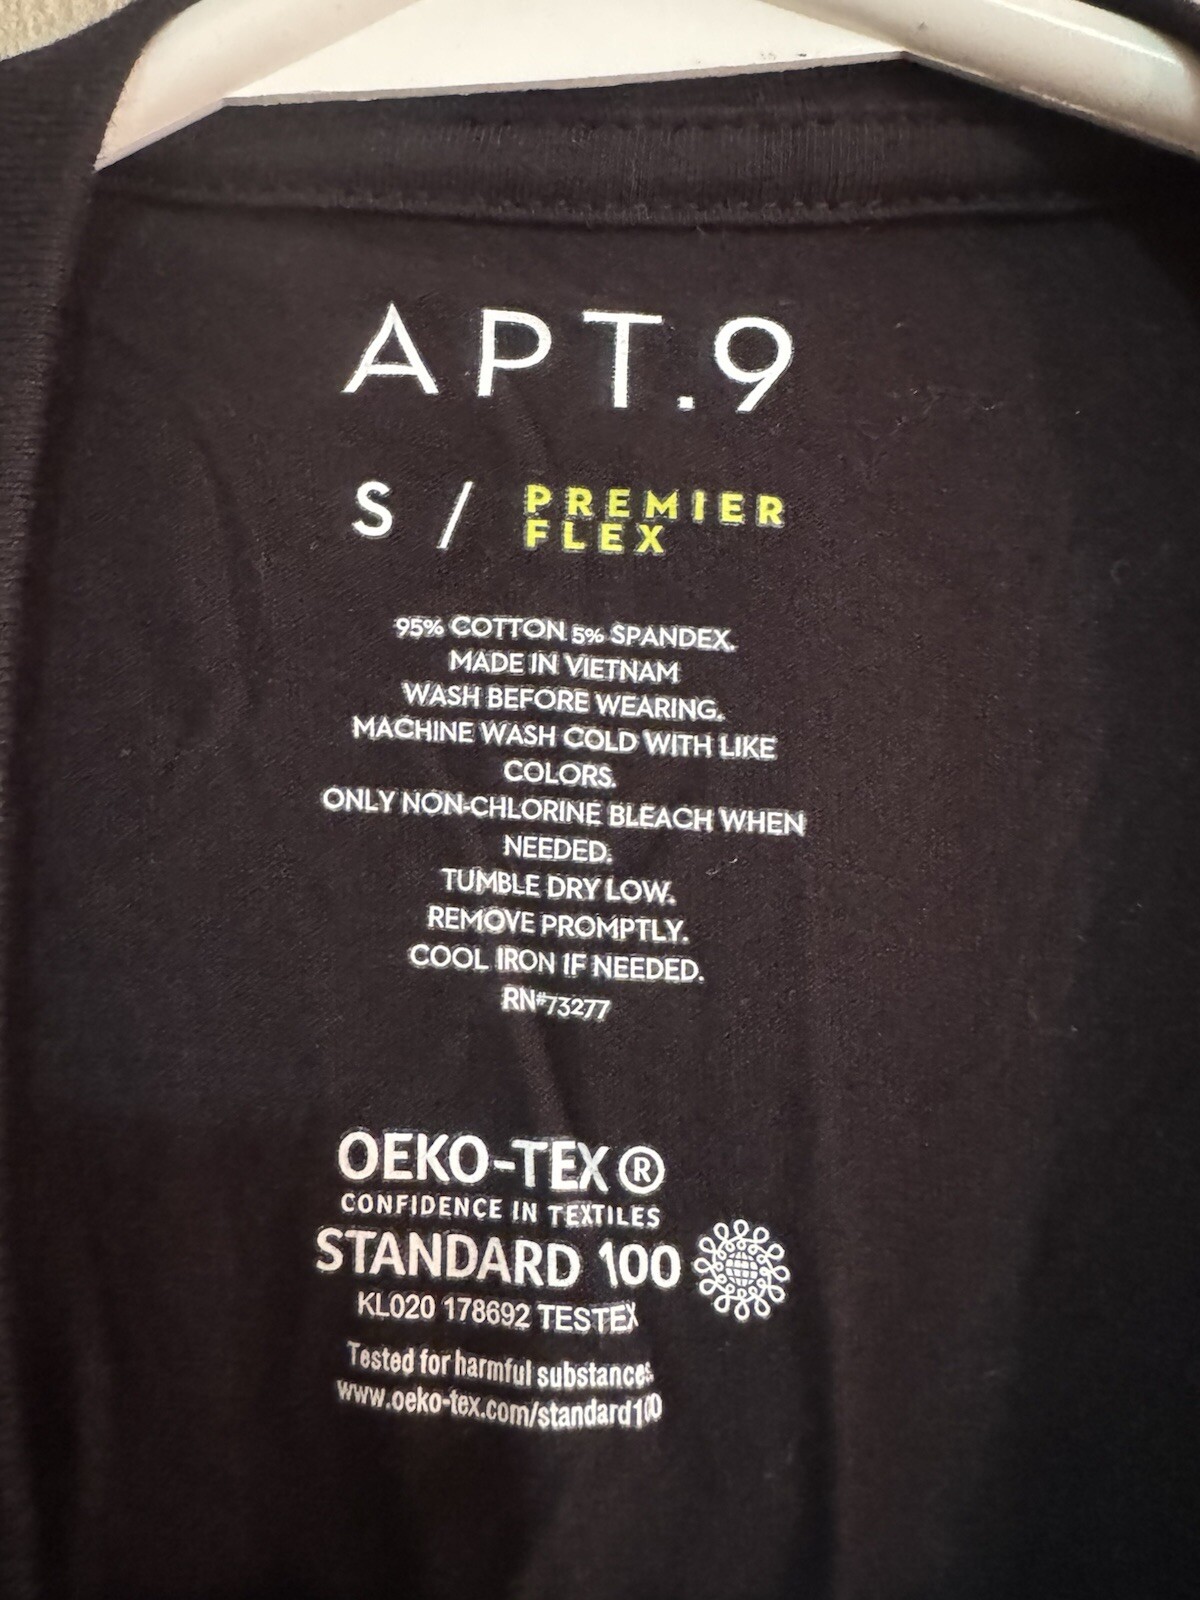 APT.9
S / PREMIER
FLEX
95% COTTON 5% SPANDEX.
MADE IN VIETNAM
WASH BEFORE WEARING.
MACHINE WASH COLD WITH LIKE
COLORS.
ONLY NON-CHLORINE BLEACH WHEN
NEEDED.
TUMBLE DRY LOW.
REMOVE PROMPTLY.
COOL IRON IF NEEDED.
RN#73277
OEKO-TEX®
CONFIDENCE IN TEXTILES
STANDARD 100
KL020 178692 TESTEX
Tested for harmful substances
www.oeko-tex.com/standard100